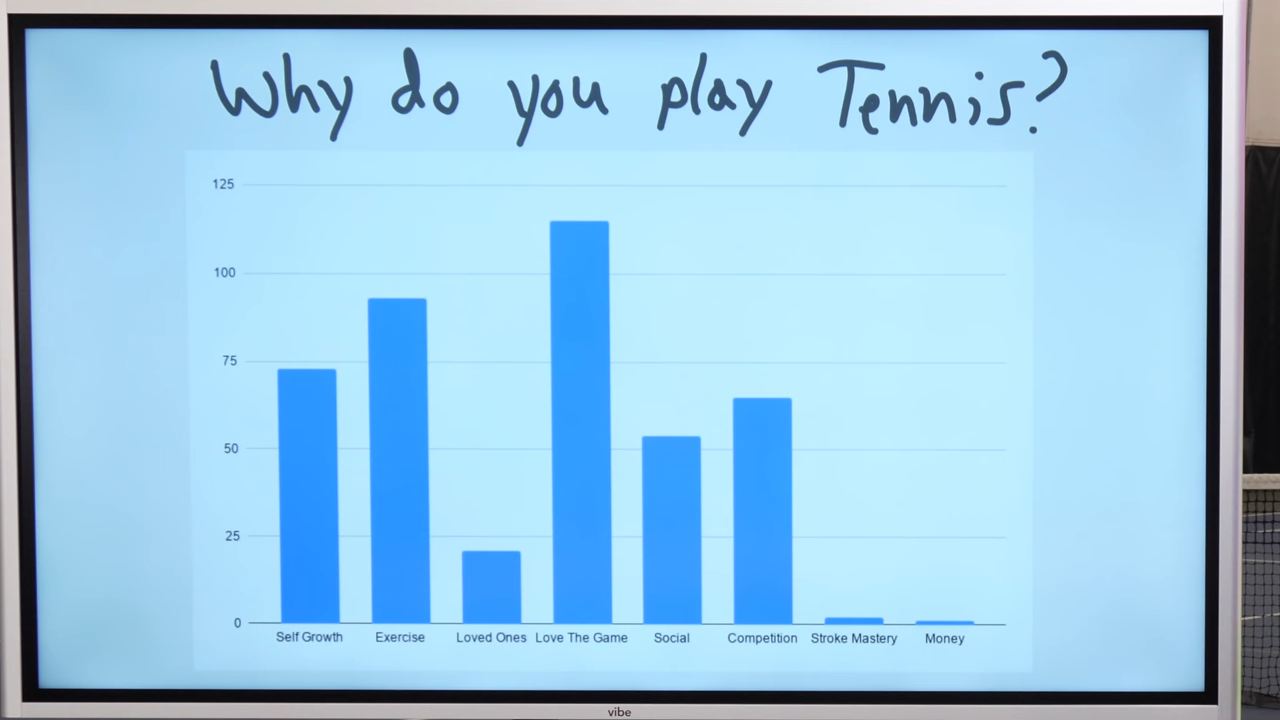 Why do you play Tennis?
125
100
75
50
25
0
Self Growth Exercise Loved Ones Love The Game Social Competition Stroke Mastery Money
vibe